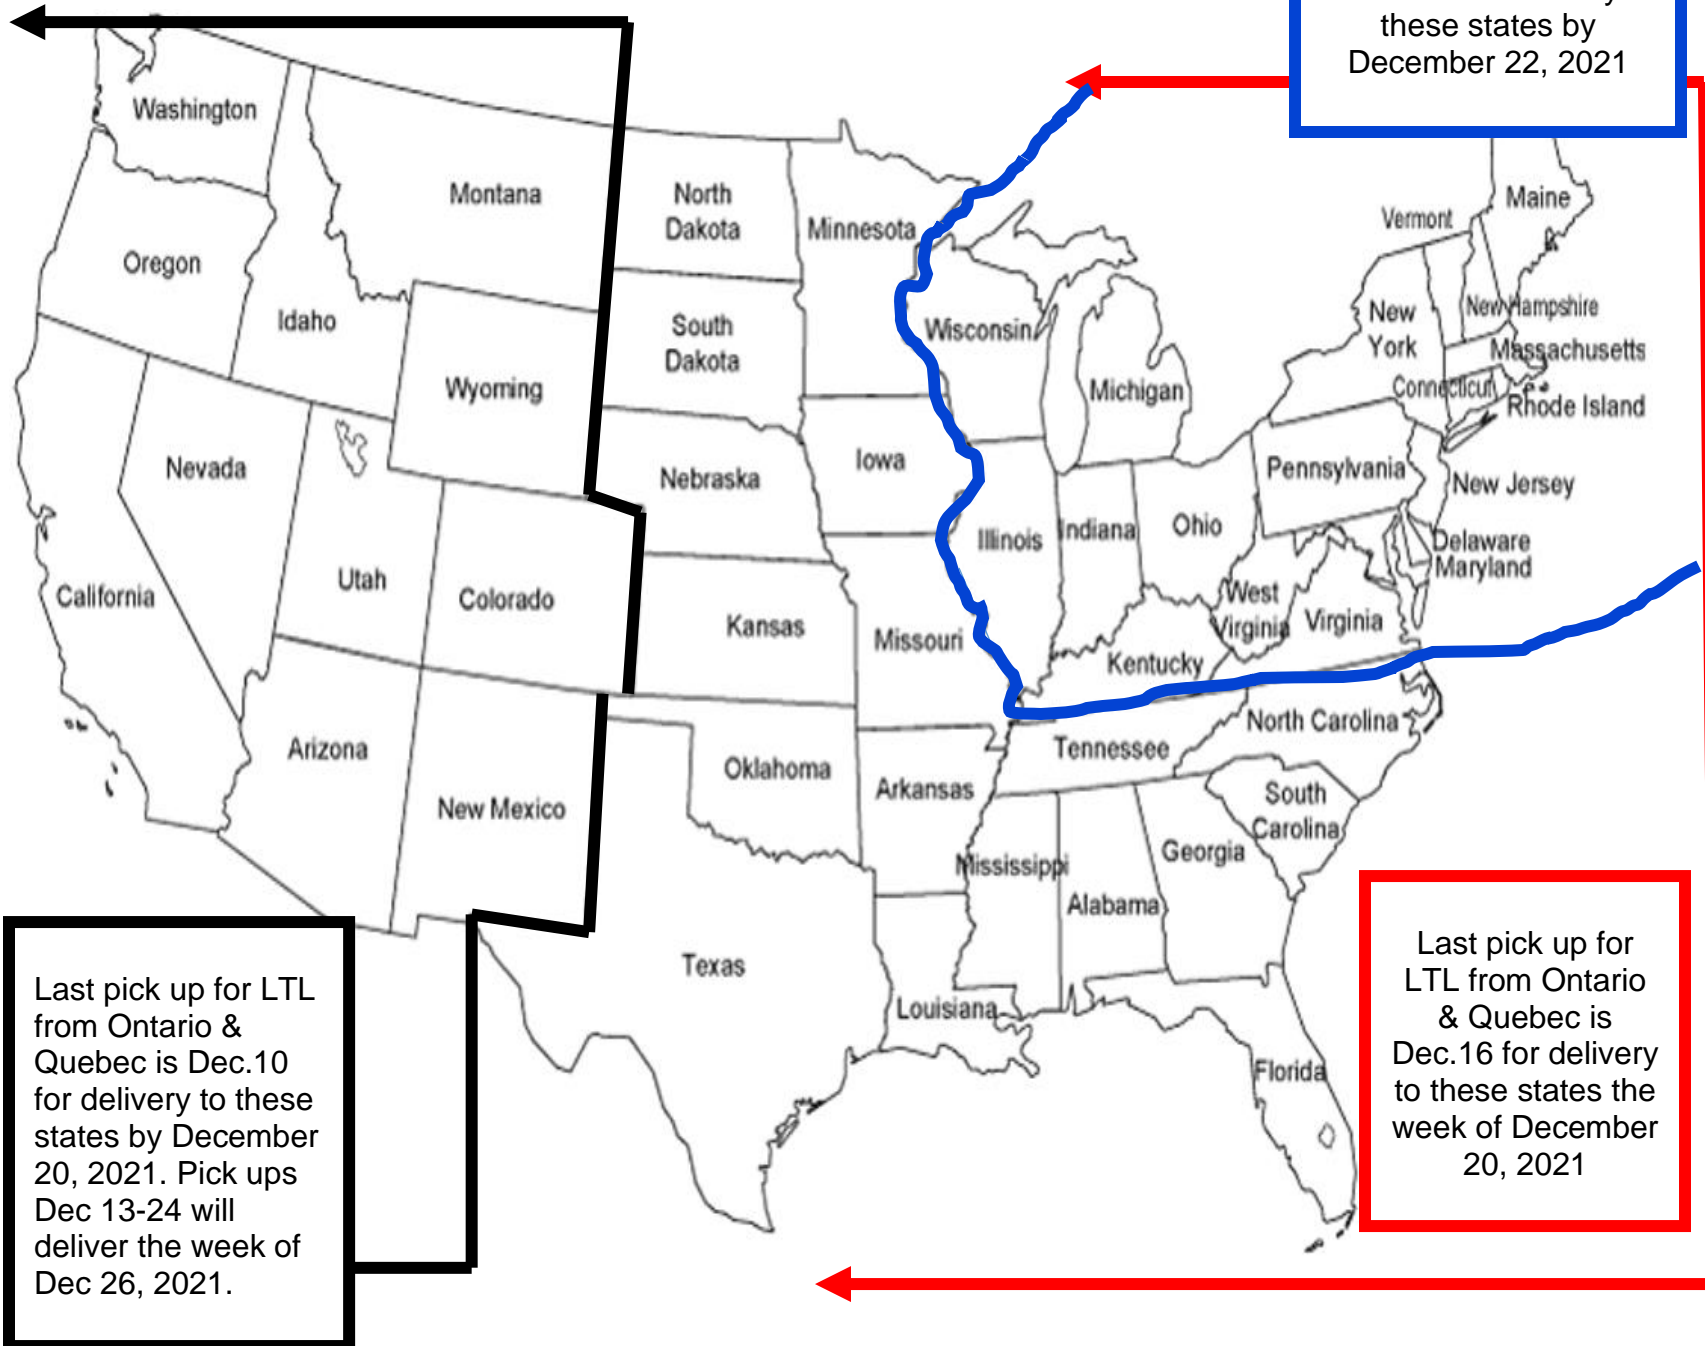 these states by
December 22, 2021
Washington
Montana
North
Dakota
Minnesota
Maine
Vermont
Oregon
Idaho
South
Dakota
Wisconsin
New
York
New Hampshire
Massachusetts
Wyoming
Michigan
Connecticut
Rhode Island
Nevada
Nebraska
Iowa
Pennsylvania
New Jersey
Illinois
Indiana
Ohio
Delaware
Maryland
California
Utah
Colorado
Kansas
Missouri
West
Virginia
Virginia
Kentucky
Arizona
New Mexico
Oklahoma
Arkansas
Tennessee
North Carolina
South
Carolina
Mississippi
Alabama
Georgia
Texas
Louisiana
Florida
Last pick up for LTL
from Ontario &
Quebec is Dec.10
for delivery to these
states by December
20, 2021. Pick ups
Dec 13-24 will
deliver the week of
Dec 26, 2021.
Last pick up for
LTL from Ontario
& Quebec is
Dec.16 for delivery
to these states the
week of December
20, 2021